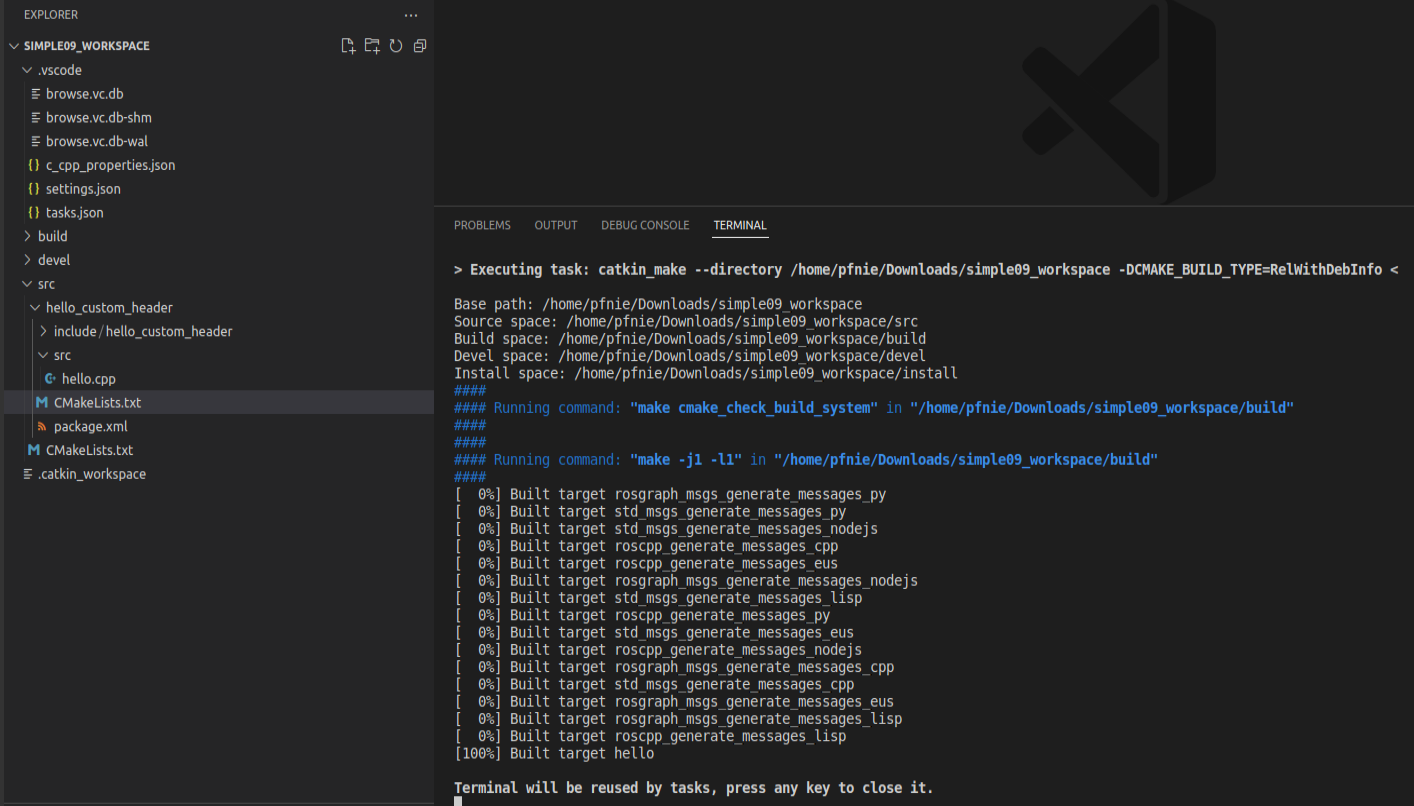 EXPLORER
SIMPLE09_WORKSPACE
.vscode
browse.vc.db
browse.vc.db-shm
browse.vc.db-wal
{} c_cpp_properties.json
{} settings.json
{} tasks.json
build
devel
src
hello_custom_header
include/hello_custom_header
src
hello.cpp
CMakeLists.txt
package.xml
CMakeLists.txt
.catkin_workspace
PROBLEMS OUTPUT DEBUG CONSOLE TERMINAL
> Executing task: catkin_make --directory /home/pfnie/Downloads/simple09_workspace -DCMAKE_BUILD_TYPE=RelWithDebInfo <
Base path: /home/pfnie/Downloads/simple09_workspace
Source space: /home/pfnie/Downloads/simple09_workspace/src
Build space: /home/pfnie/Downloads/simple09_workspace/build
Devel space: /home/pfnie/Downloads/simple09_workspace/devel
Install space: /home/pfnie/Downloads/simple09_workspace/install
####
#### Running command: "make cmake_check_build_system" in "/home/pfnie/Downloads/simple09_workspace/build"
####
####
#### Running command: "make -j1 -l1" in "/home/pfnie/Downloads/simple09_workspace/build"
####
[  0%] Built target rosgraph_msgs_generate_messages_py
[  0%] Built target std_msgs_generate_messages_py
[  0%] Built target std_msgs_generate_messages_nodejs
[  0%] Built target roscpp_generate_messages_cpp
[  0%] Built target roscpp_generate_messages_eus
[  0%] Built target rosgraph_msgs_generate_messages_nodejs
[  0%] Built target std_msgs_generate_messages_lisp
[  0%] Built target roscpp_generate_messages_py
[  0%] Built target std_msgs_generate_messages_eus
[  0%] Built target roscpp_generate_messages_nodejs
[  0%] Built target rosgraph_msgs_generate_messages_cpp
[  0%] Built target std_msgs_generate_messages_cpp
[  0%] Built target rosgraph_msgs_generate_messages_eus
[  0%] Built target rosgraph_msgs_generate_messages_lisp
[  0%] Built target roscpp_generate_messages_lisp
[100%] Built target hello
Terminal will be reused by tasks, press any key to close it.